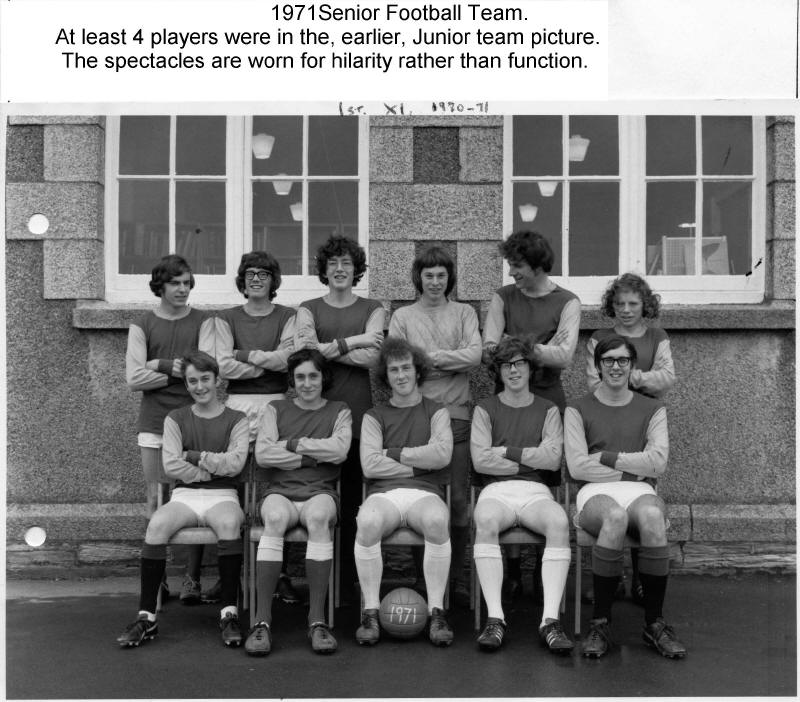 1971Senior Football Team.
At least 4 players were in the, earlier, Junior team picture.
The spectacles are worn for hilarity rather than function.
1st. XI. 1970-71
1971